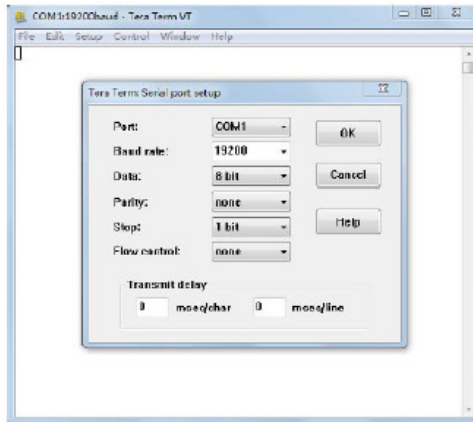 COM1:19200baud - Tera Term VT
File Edit Setup Control Window Help
Tera Term: Serial port setup
Port: COM1 OK
Baud rate: 19200
Data: 8 bit Cancel
Parity: none
Stop: 1 bit Help
Flow control: none
Transmit delay
0 msec/char 0 msec/line